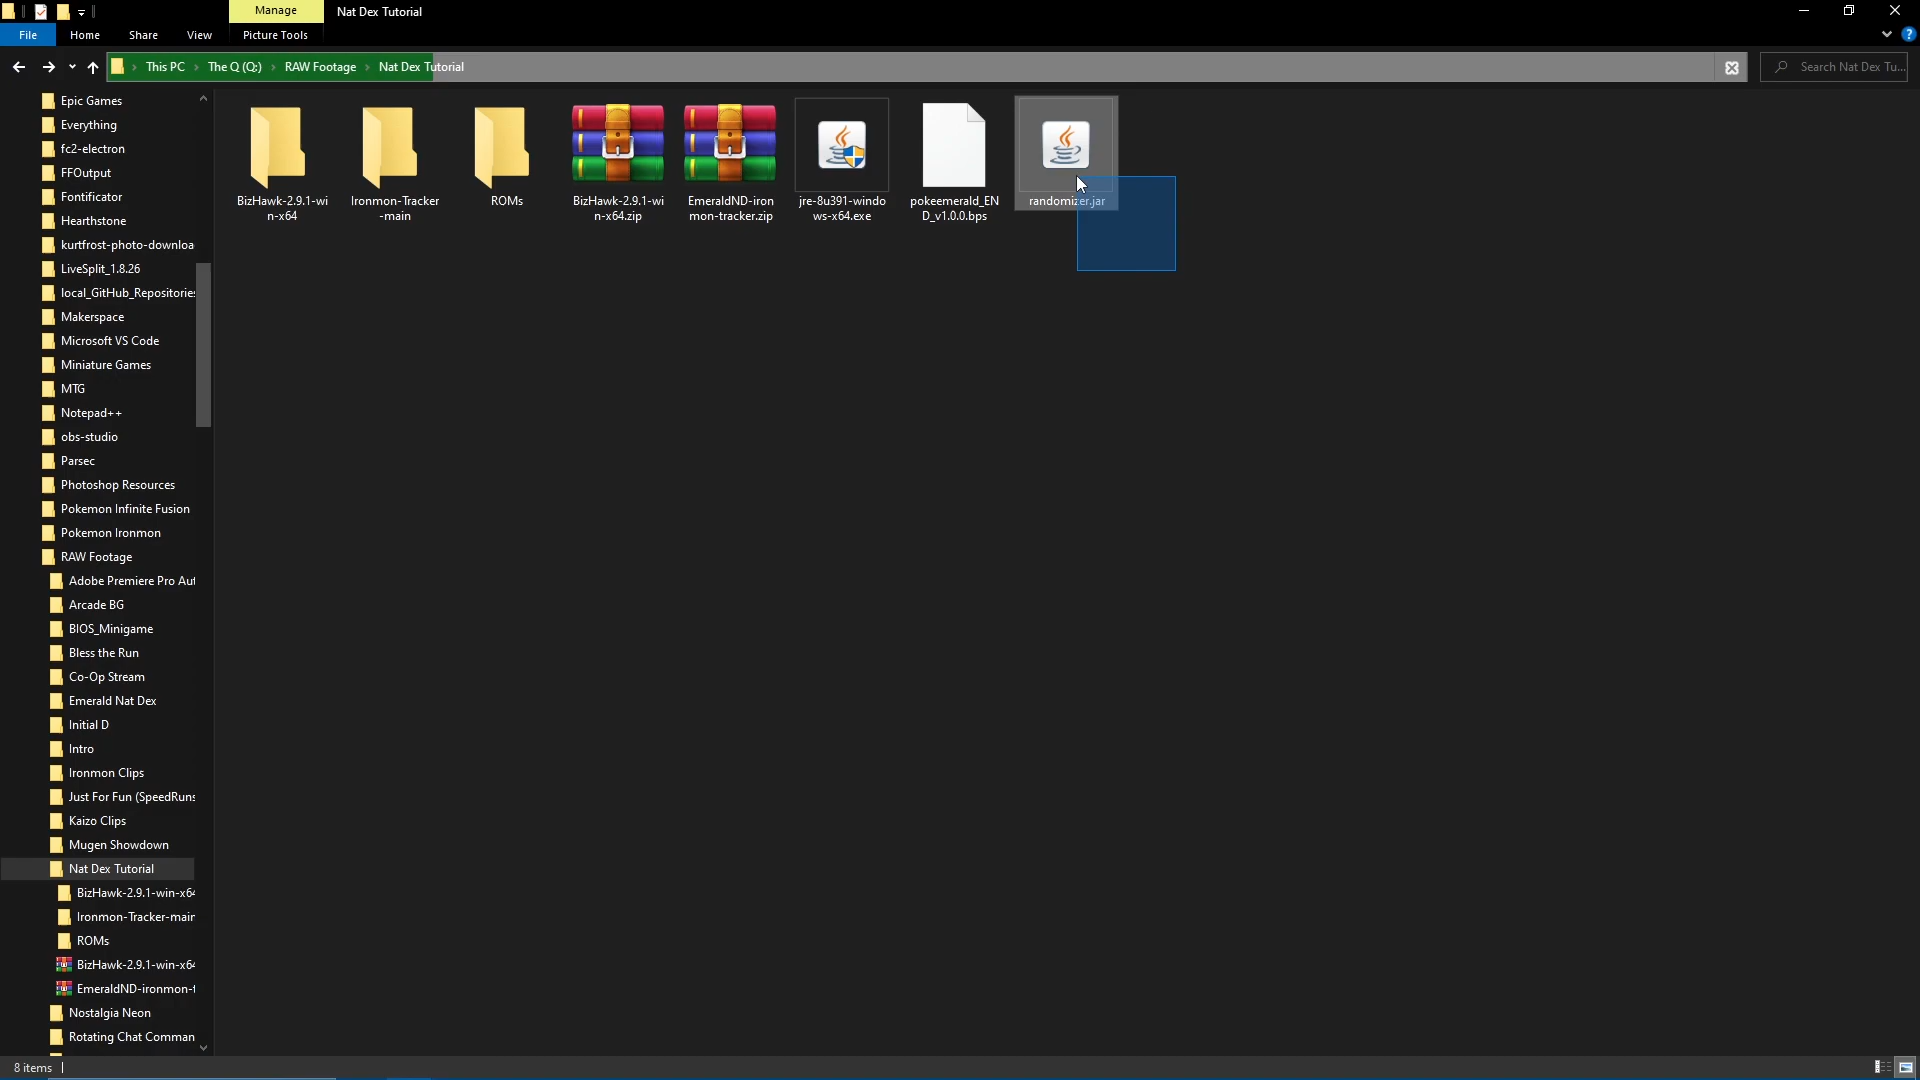 Manage
Nat Dex Tutorial
File
Home
Share
View
Picture Tools
This PC
The Q (Q:)
RAW Footage
Nat Dex Tutorial
Search Nat Dex Tu...
Epic Games
Everything
fc2-electron
FFOutput
Fontificator
Hearthstone
kurtfrost-photo-downloa
LiveSplit_1.8.26
local_GitHub_Repositories
Makerspace
Microsoft VS Code
Miniature Games
MTG
Notepad++
obs-studio
Parsec
Photoshop Resources
Pokemon Infinite Fusion
Pokemon Ironmon
RAW Footage
Adobe Premiere Pro Aut
Arcade BG
BIOS_Minigame
Bless the Run
Co-Op Stream
Emerald Nat Dex
Initial D
Intro
Ironmon Clips
Just For Fun (SpeedRuns
Kaizo Clips
Mugen Showdown
Nat Dex Tutorial
BizHawk-2.9.1-win-x64
Ironmon-Tracker-main
ROMs
BizHawk-2.9.1-win-x64
EmeraldND-ironmon-t
Nostalgia Neon
Rotating Chat Comman
BizHawk-2.9.1-wi
n-x64
Ironmon-Tracker
-main
ROMs
BizHawk-2.9.1-wi
n-x64.zip
EmeraldND-iron
mon-tracker.zip
jre-8u391-windo
ws-x64.exe
pokeemerald_EN
D_v1.0.0.bps
randomizer.jar
8 items